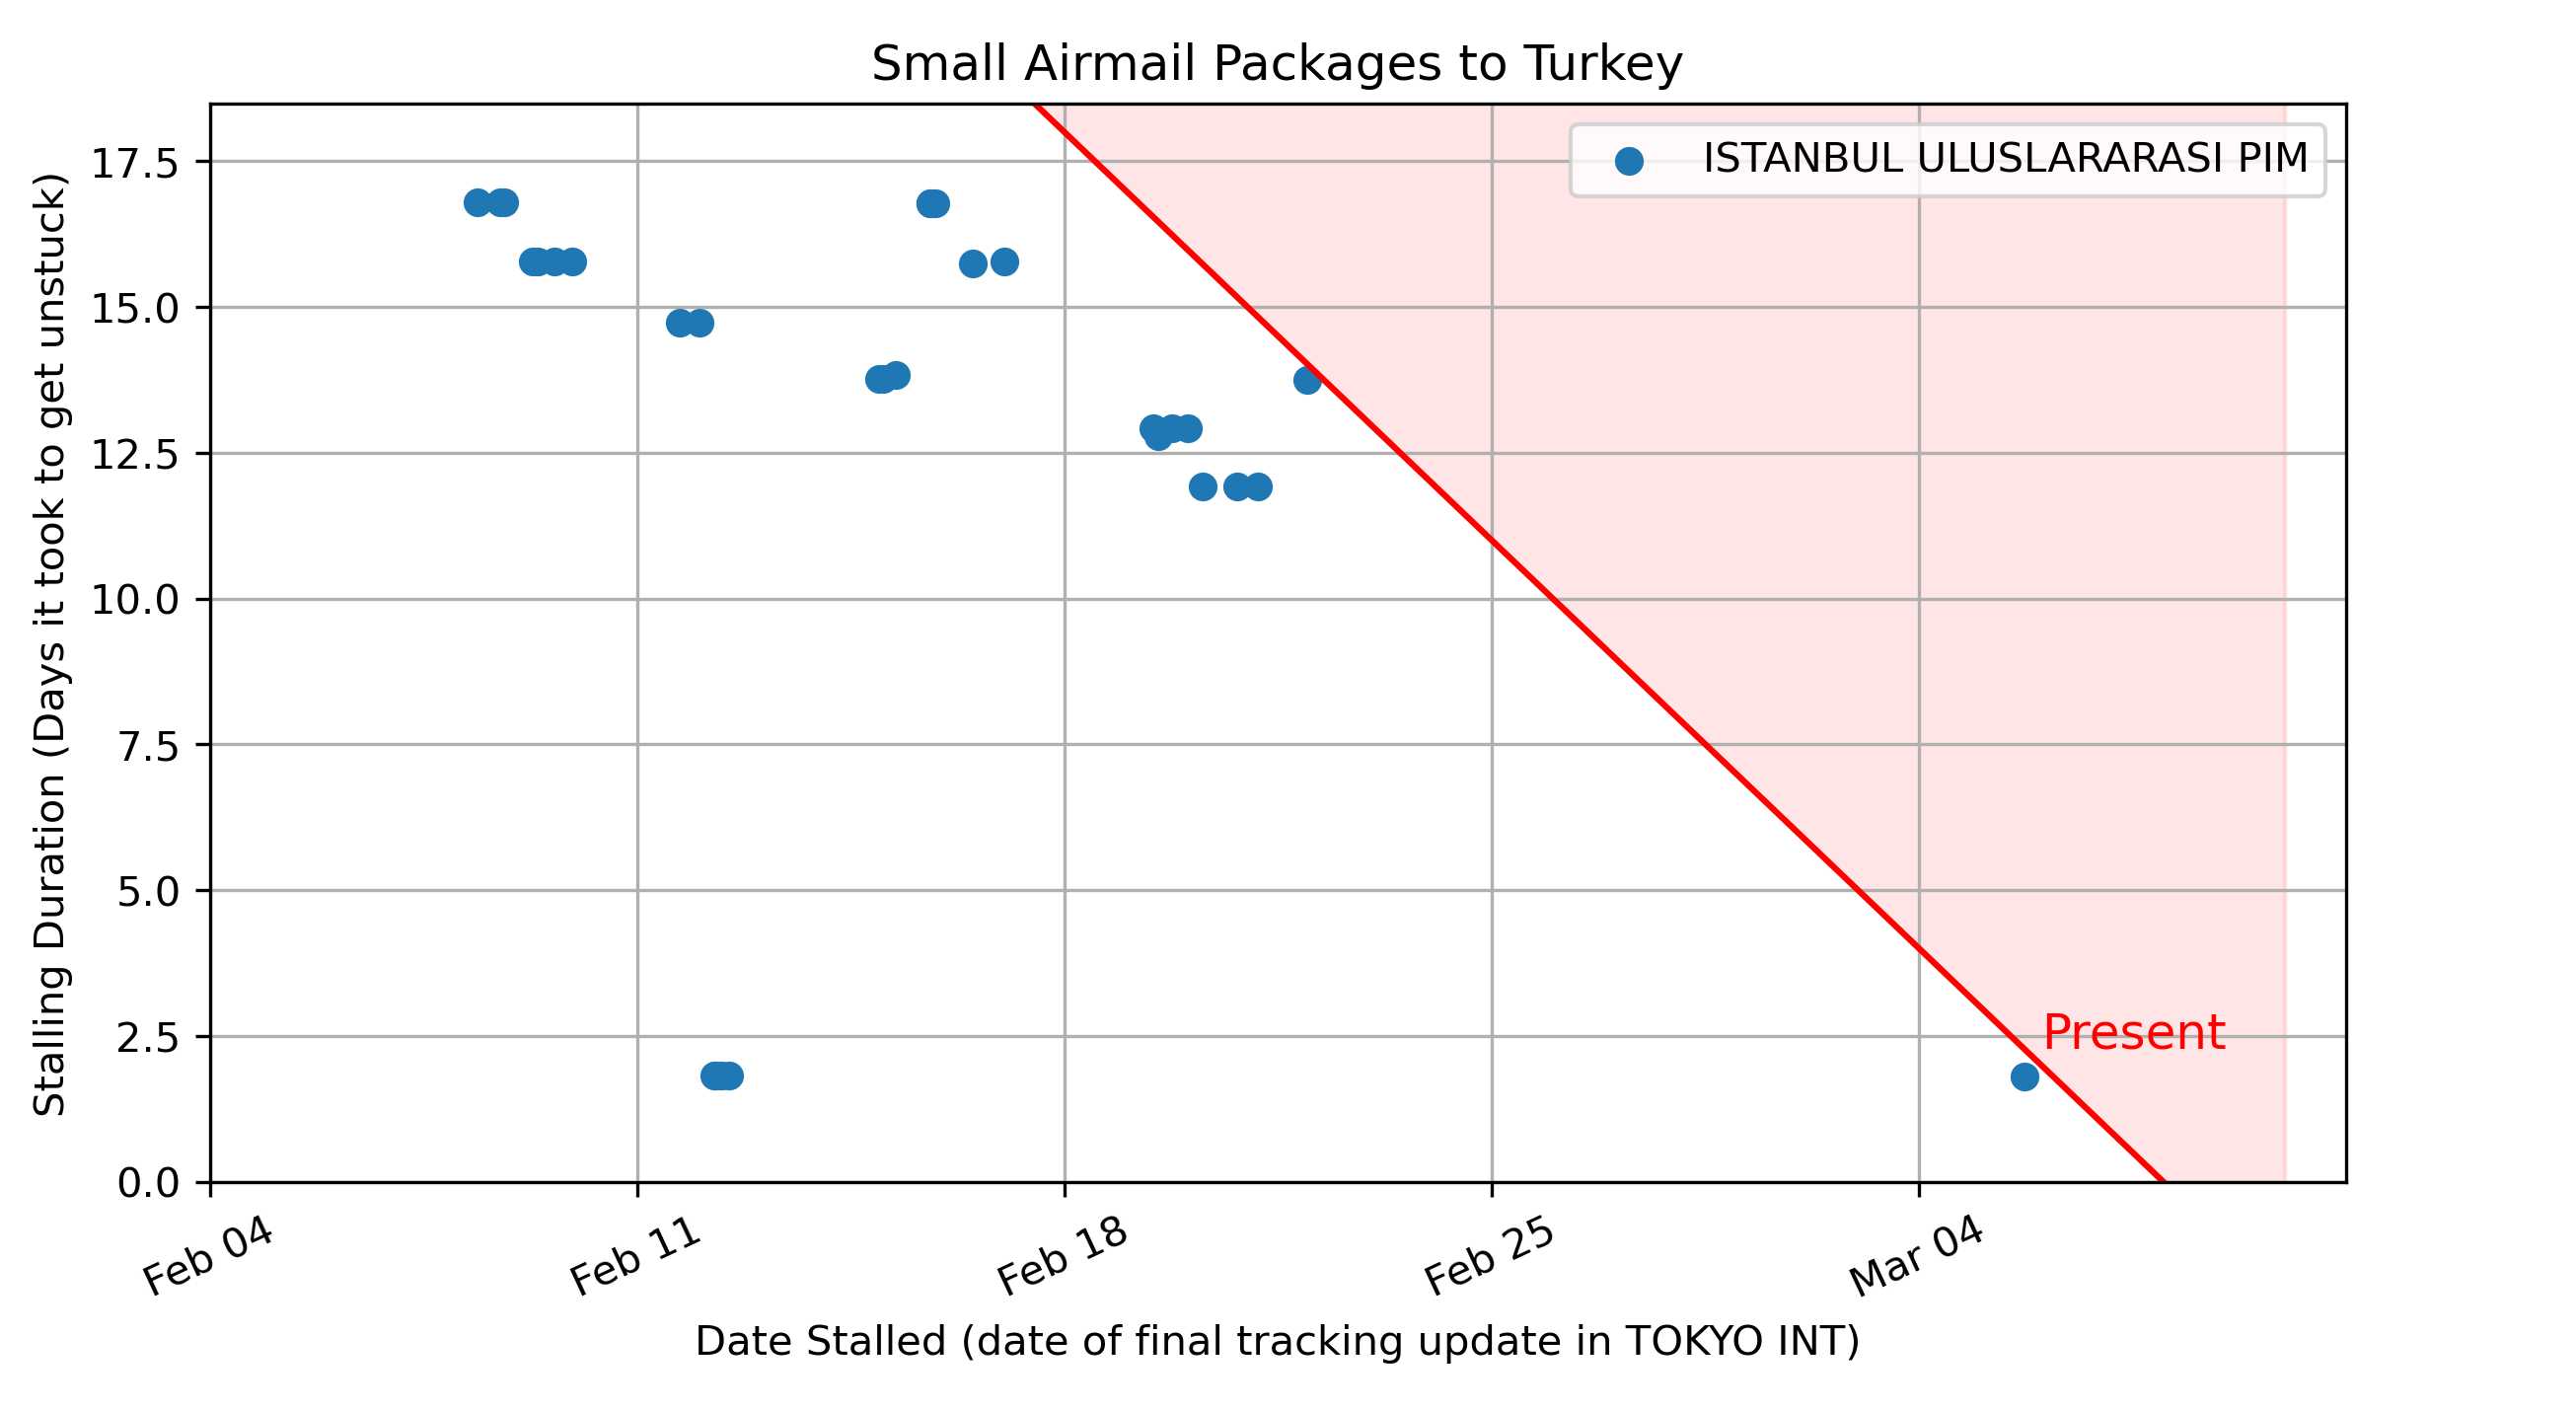 Small Airmail Packages to Turkey
ISTANBUL ULUSLARARASI PIM
Stalling Duration (Days it took to get unstuck)
17.5
15.0
12.5
10.0
7.5
5.0
2.5
0.0
Present
Feb 04
Feb 11
Feb 18
Feb 25
Mar 04
Date Stalled (date of final tracking update in TOKYO INT)